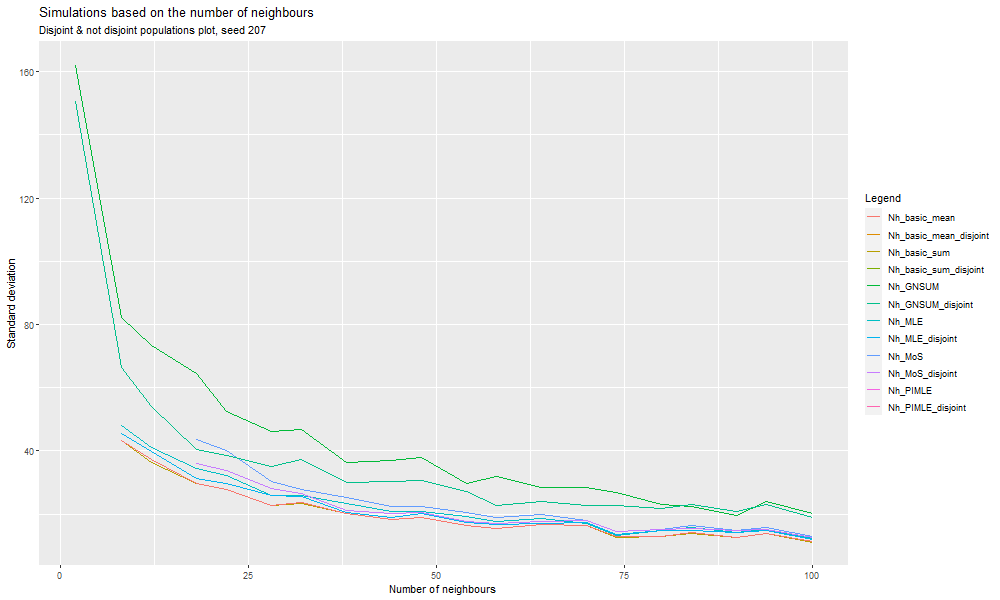 Simulations based on the number of neighbours
Disjoint & not disjoint populations plot, seed 207
Standard deviation
160
120
80
40
0
25
50
75
100
Number of neighbours
Legend
Nh_basic_mean
Nh_basic_mean_disjoint
Nh_basic_sum
Nh_basic_sum_disjoint
Nh_GNSUM
Nh_GNSUM_disjoint
Nh_MLE
Nh_MLE_disjoint
Nh_MoS
Nh_MoS_disjoint
Nh_PIMLE
Nh_PIMLE_disjoint